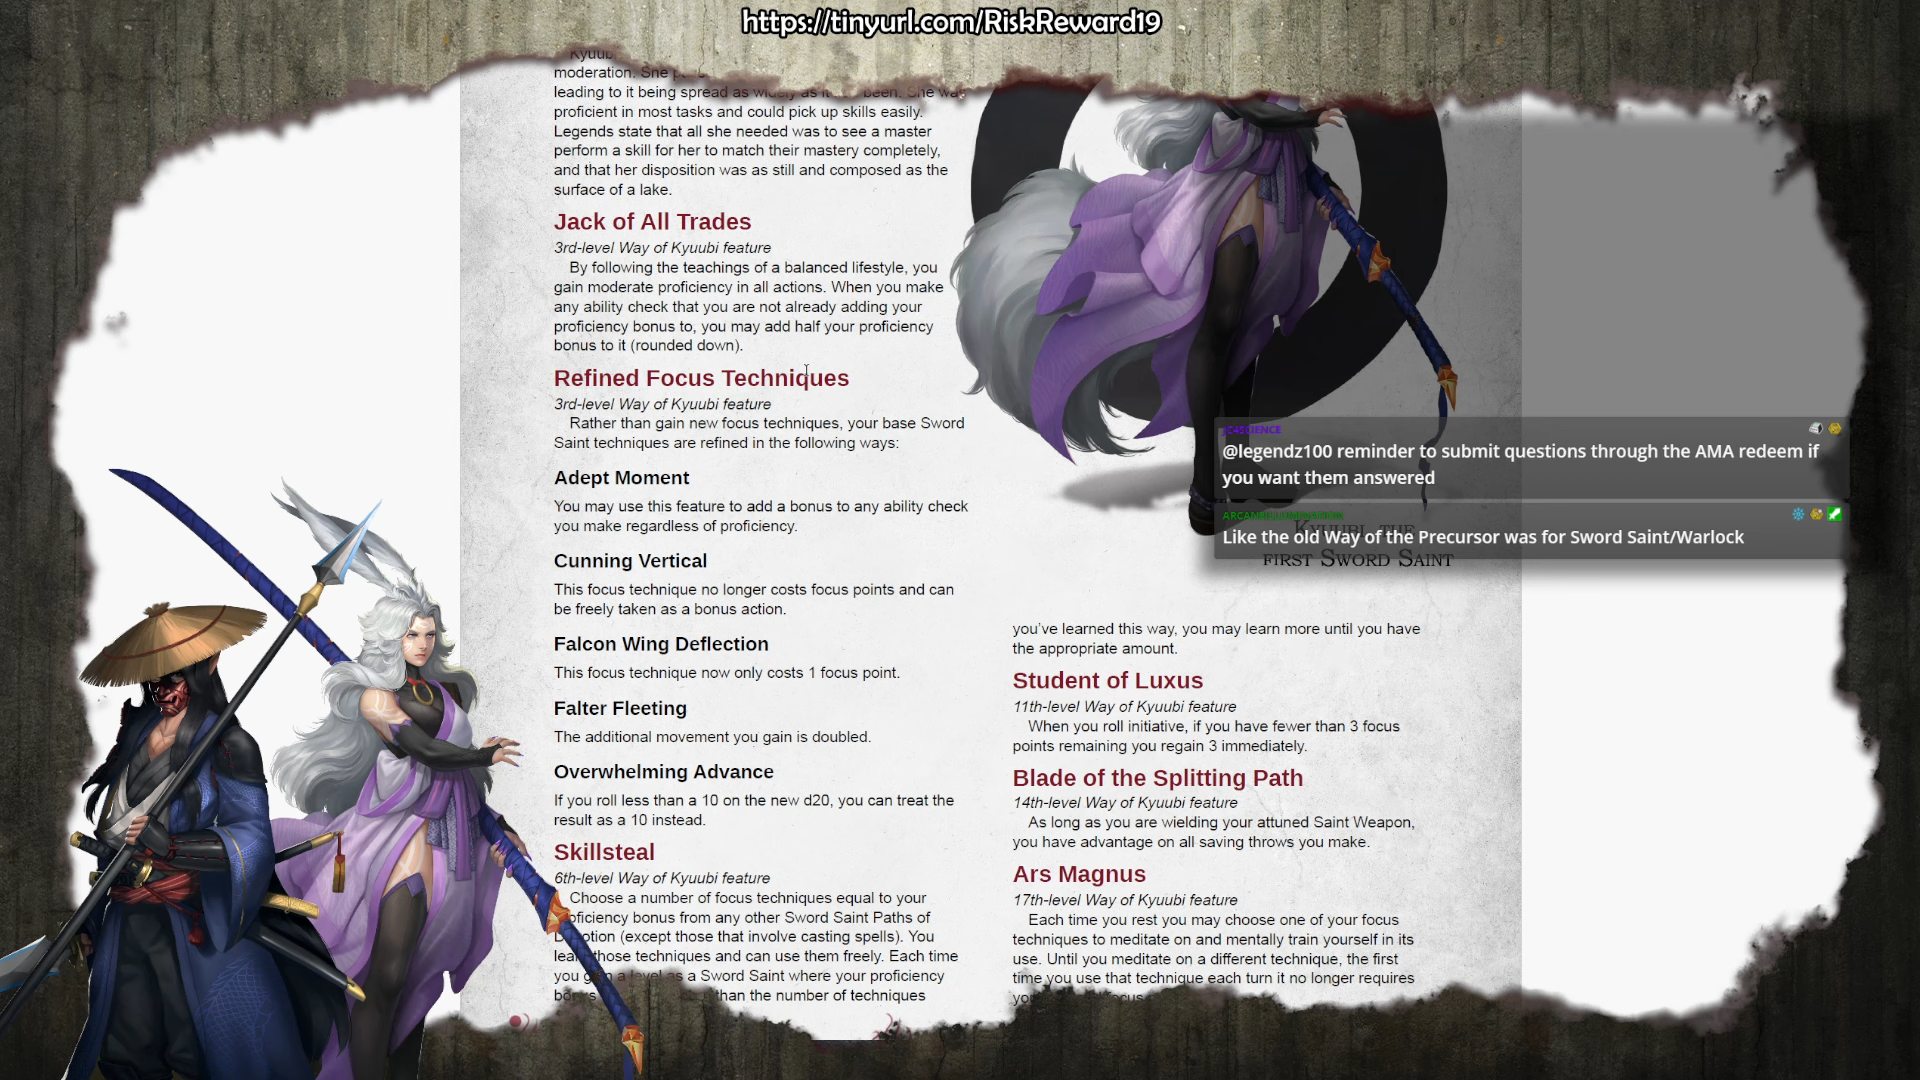 https://tinyurl.com/RiskReward19
moderation. She
leading to it being spread as widely as it been. She
proficient in most tasks and could pick up skills easily.
Legends state that all she needed was to see a master
perform a skill for her to match their mastery completely,
and that her disposition was as still and composed as the
surface of a lake.
Jack of All Trades
3rd-level Way of Kyuubi feature
By following the teachings of a balanced lifestyle, you
gain moderate proficiency in all actions. When you make
any ability check that you are not already adding your
proficiency bonus to, you may add half your proficiency
bonus to it (rounded down).
Refined Focus Techniques
3rd-level Way of Kyuubi feature
Rather than gain new focus techniques, your base Sword
Saint techniques are refined in the following ways:
Adept Moment
You may use this feature to add a bonus to any ability check
you make regardless of proficiency.
Cunning Vertical
This focus technique no longer costs focus points and can
be freely taken as a bonus action.
Falcon Wing Deflection
This focus technique now only costs 1 focus point.
Falter Fleeting
The additional movement you gain is doubled.
Overwhelming Advance
If you roll less than a 10 on the new d20, you can treat the
result as a 10 instead.
Skillsteal
6th-level Way of Kyuubi feature
Choose a number of focus techniques equal to your
oficiency bonus from any other Sword Saint Paths of
otion (except those that involve casting spells). You
those techniques and can use them freely. Each time
you a level as a Sword Saint where your proficiency
than the number of techniques
@legendz100 reminder to submit questions through the AMA redeem if
you want them answered
Kyuubi, the
Like the old Way of the Precursor was for Sword Saint/Warlock
first Sword Saint
you've learned this way, you may learn more until you have
the appropriate amount.
Student of Luxus
11th-level Way of Kyuubi feature
When you roll initiative, if you have fewer than 3 focus
points remaining you regain 3 immediately.
Blade of the Splitting Path
14th-level Way of Kyuubi feature
As long as you are wielding your attuned Saint Weapon,
you have advantage on all saving throws you make.
Ars Magnus
17th-level Way of Kyuubi feature
Each time you rest you may choose one of your focus
techniques to meditate on and mentally train yourself in its
use. Until you meditate on a different technique, the first
time you use that technique each turn it no longer requires